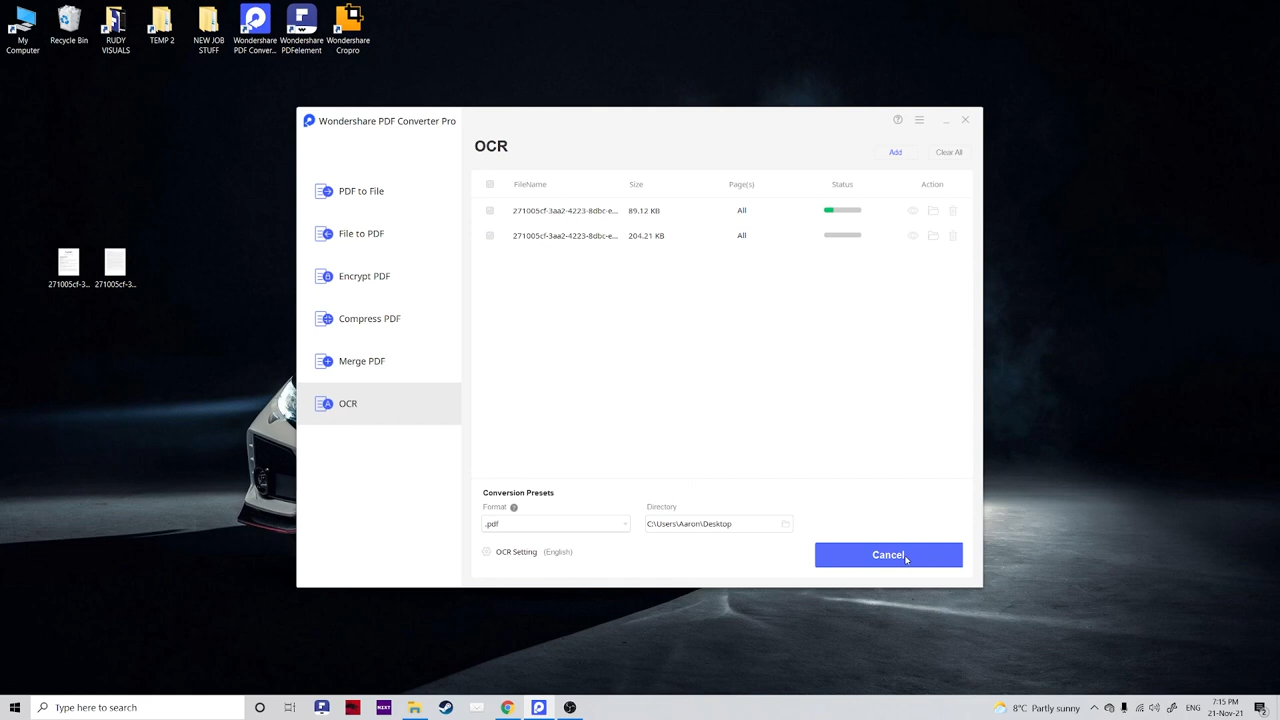 My Computer
Recycle Bin
RUDY VISUALS
TEMP 2
NEW JOB STUFF
Wondershare PDF Conver...
Wondershare PDFelement
Wondershare Cropro
271005cf-3...
271005cf-3...
Wondershare PDF Converter Pro
PDF to File
File to PDF
Encrypt PDF
Compress PDF
Merge PDF
OCR
OCR
Add
Clear All
FileName Size Page(s) Status Action
271005cf-3aa2-4223-8dbc-e... 89.12 KB All
271005cf-3aa2-4223-8dbc-e... 204.21 KB All
Conversion Presets
Format Directory
.pdf C:\Users\Aaron\Desktop
OCR Setting (English)
Cancel
Type here to search
NZXT
8°C Partly sunny
7:15 PM
21-Nov-21